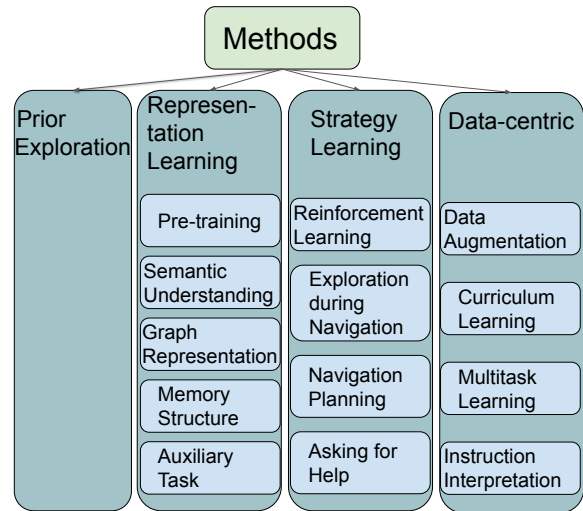 Methods
Prior
Exploration
Represen-
tation
Learning
Pre-training
Semantic
Understanding
Graph
Representation
Memory
Structure
Auxiliary
Task
Strategy
Learning
Reinforcement
Learning
Exploration
during
Navigation
Navigation
Planning
Asking for
Help
Data-centric
Data
Augmentation
Curriculum
Learning
Multitask
Learning
Instruction
Interpretation